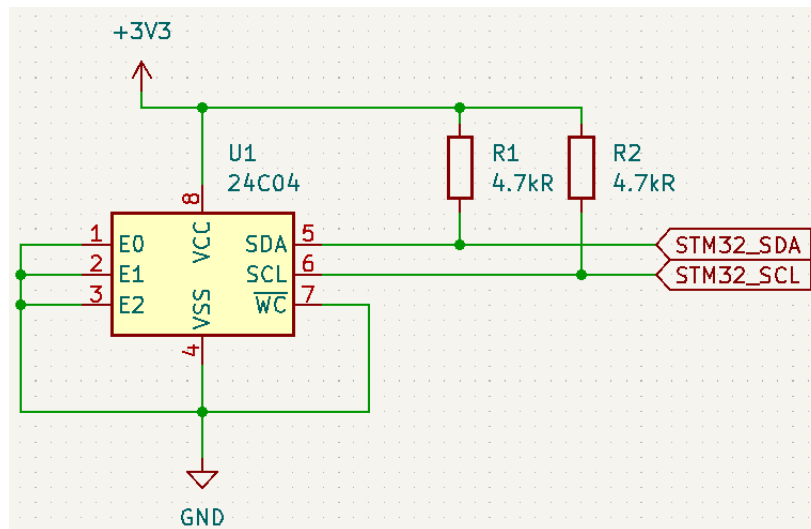 +3V3
U1
24C04
R1
4.7kR
R2
4.7kR
8
VCC
1 E0
2 E1
3 E2
SDA 5
SCL 6
WC 7
VSS
4
STM32_SDA
STM32_SCL
GND